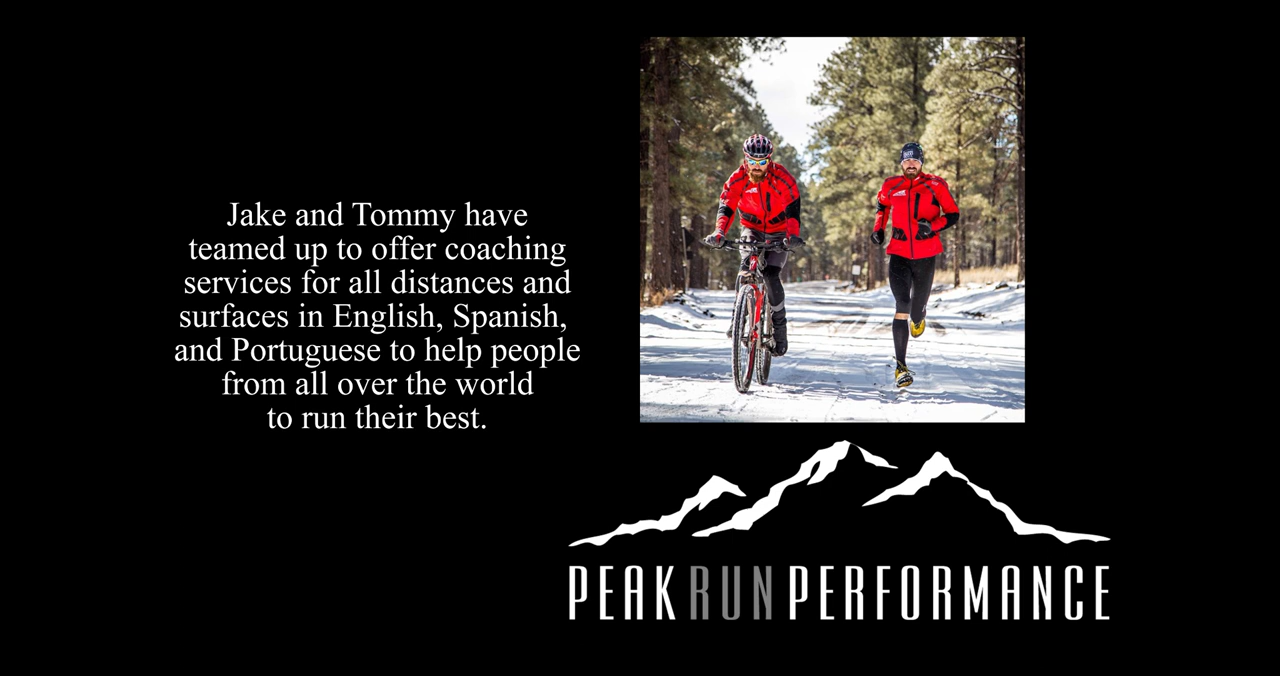 Jake and Tommy have
teamed up to offer coaching
services for all distances and
surfaces in English, Spanish,
and Portuguese to help people
from all over the world
to run their best.
PEAK RUN PERFORMANCE